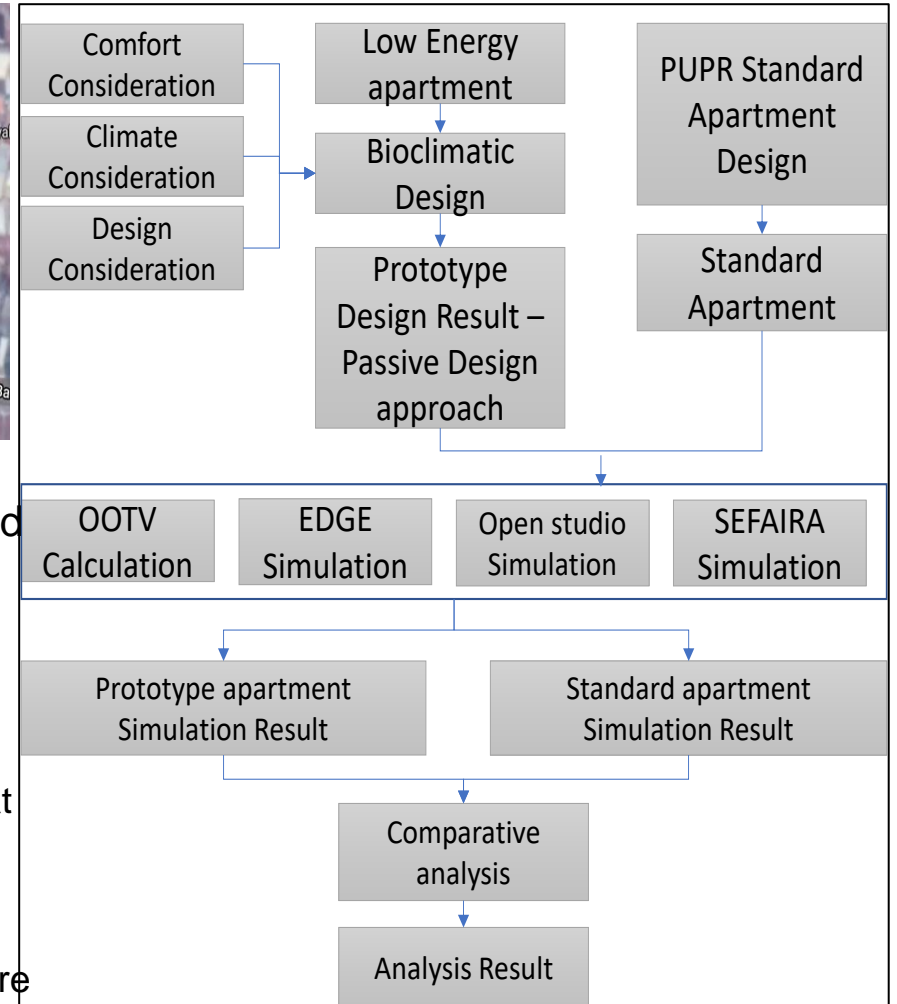 Comfort
Consideration
Climate
Consideration
Design
Consideration
Low Energy
apartment
Bioclimatic
Design
Prototype
Design Result –
Passive Design
approach
PUPR Standard
Apartment
Design
Standard
Apartment
OOTV
Calculation
EDGE
Simulation
Open studio
Simulation
SEFAIRA
Simulation
Prototype apartment
Simulation Result
Standard apartment
Simulation Result
Comparative
analysis
Analysis Result